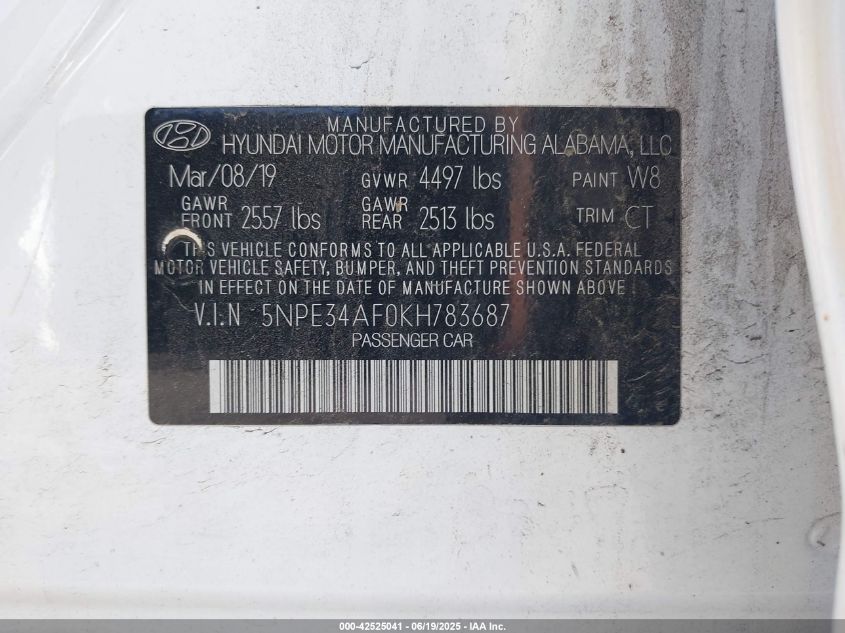 MANUFACTURED BY
HYUNDAI MOTOR MANUFACTURING ALABAMA, LLC
Mar/08/19 GVWR 4497 lbs PAINT W8
GAWR FRONT 2557 lbs GAWR REAR 2513 lbs TRIM CT
THIS VEHICLE CONFORMS TO ALL APPLICABLE U.S.A. FEDERAL
MOTOR VEHICLE SAFETY, BUMPER, AND THEFT PREVENTION STANDARDS
IN EFFECT ON THE DATE OF MANUFACTURE SHOWN ABOVE.
V.I.N 5NPE34AF0KH783687
PASSENGER CAR
000-42525041 - 06/19/2025 - IAA Inc.